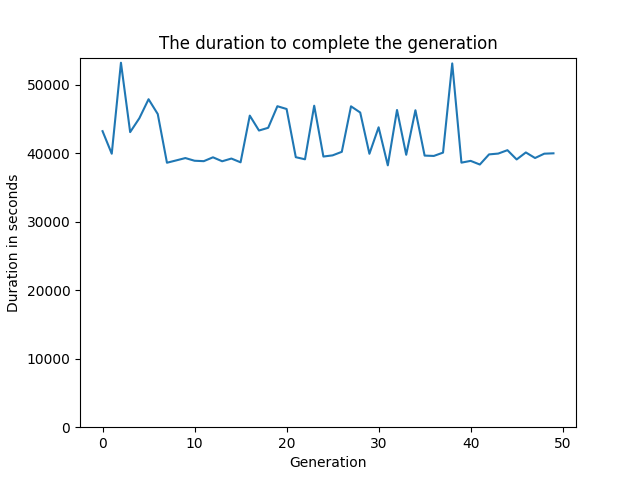 The duration to complete the generation
Duration in seconds
50000
40000
30000
20000
10000
0
0 10 20 30 40 50
Generation